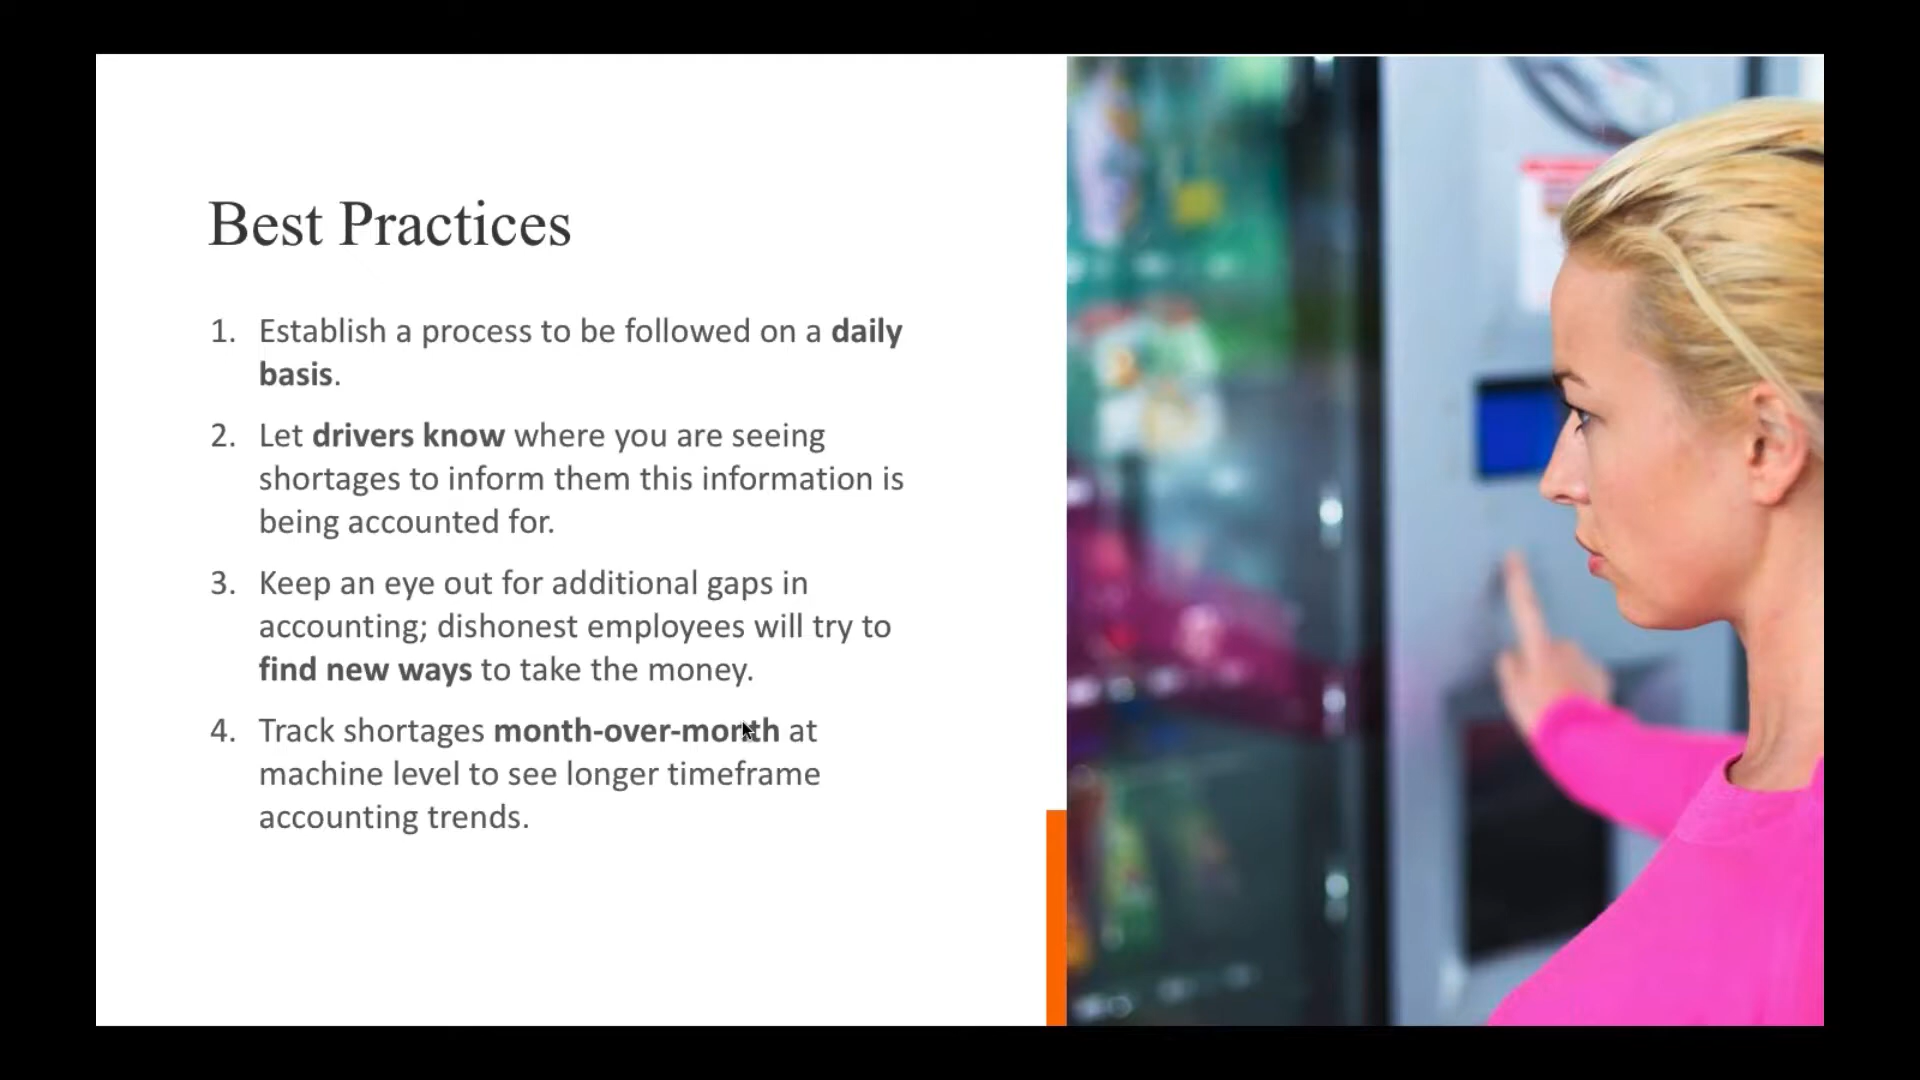 Best Practices
1. Establish a process to be followed on a daily
basis.
2. Let drivers know where you are seeing
shortages to inform them this information is
being accounted for.
3. Keep an eye out for additional gaps in
accounting; dishonest employees will try to
find new ways to take the money.
4. Track shortages month-over-month at
machine level to see longer timeframe
accounting trends.